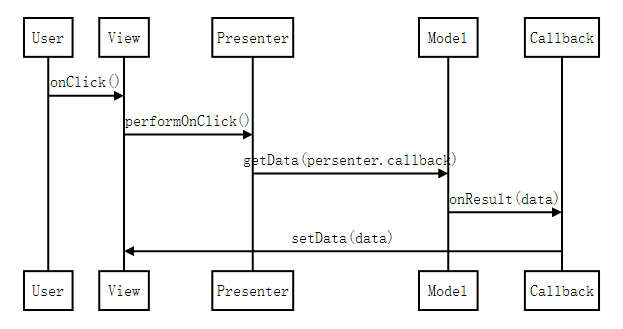 User View Presenter Model Callback
onClick()
performOnClick()
getData(persenter.callback)
onResult(data)
setData(data)
User View Presenter Model Callback